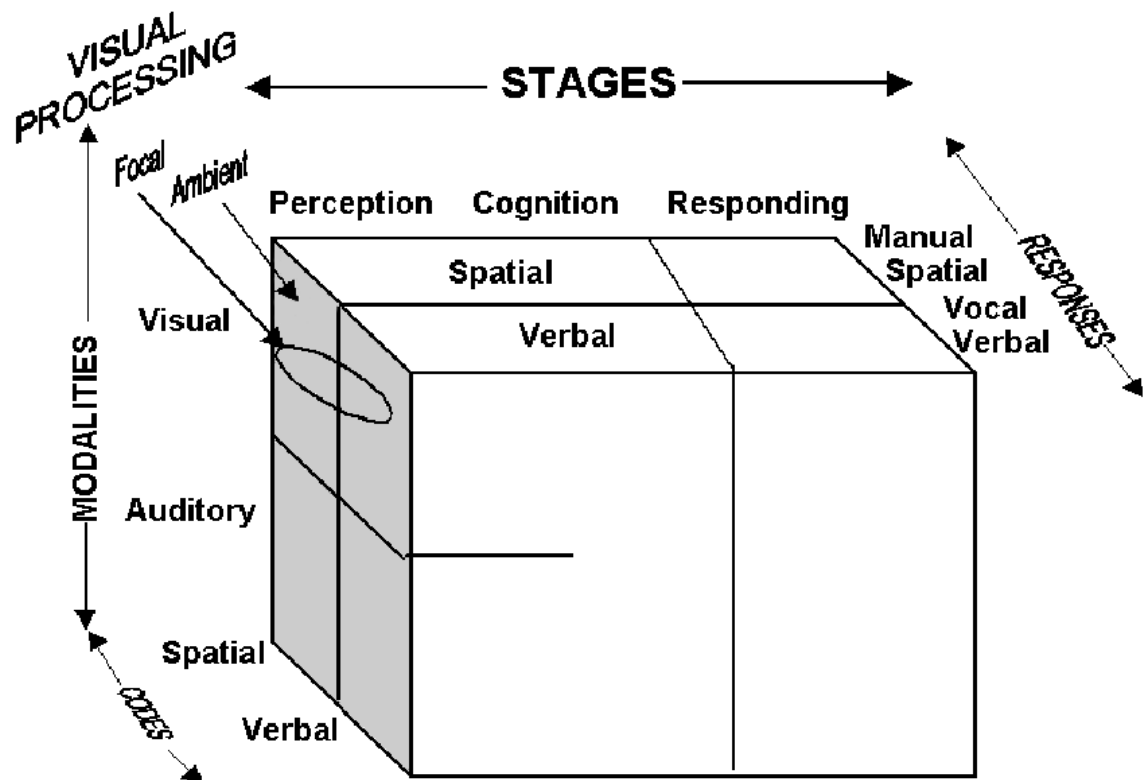 VISUAL
PROCESSING
STAGES
Focal
Ambient
Perception Cognition Responding
Manual
Spatial
Vocal
Verbal
RESPONSES
Spatial
Verbal
Visual
MODALITIES
Auditory
Spatial
Verbal
CODES